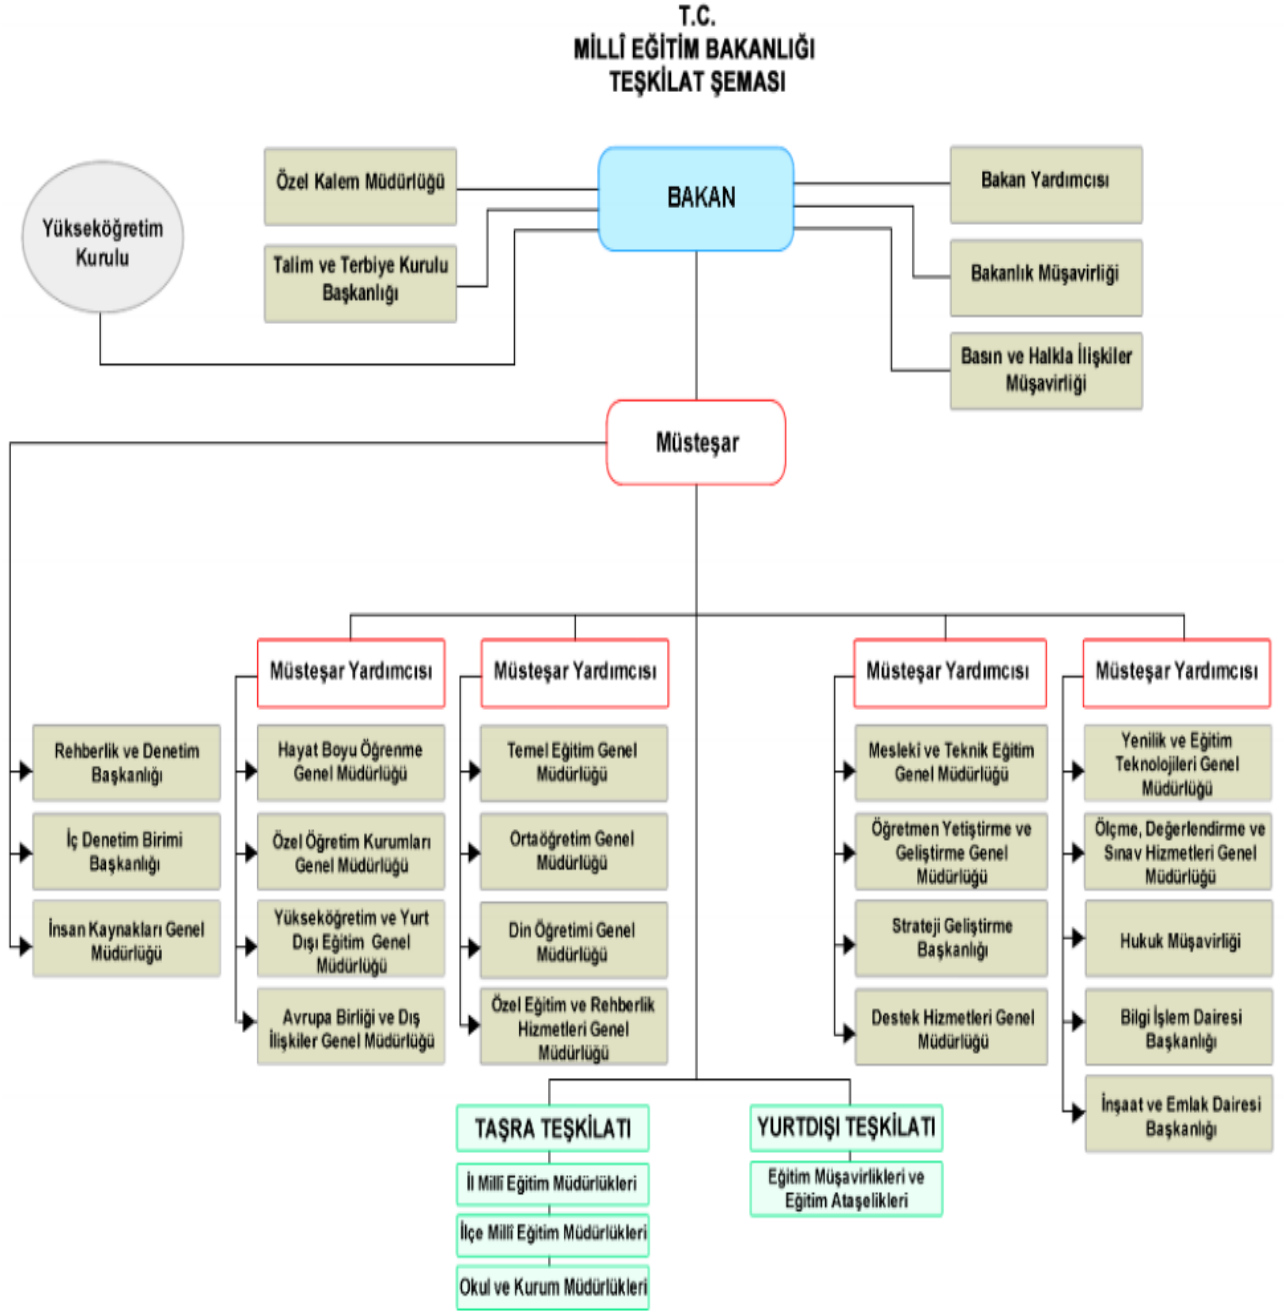 T.C.
MİLLÎ EĞİTİM BAKANLIĞI
TEŞKİLAT ŞEMASI
Yükseköğretim
Kurulu
Özel Kalem Müdürlüğü
Talim ve Terbiye Kurulu
Başkanlığı
BAKAN
Bakan Yardımcısı
Bakanlık Müşavirliği
Basın ve Halkla İlişkiler
Müşavirliği
Müsteşar
Rehberlik ve Denetim
Başkanlığı
İç Denetim Birimi
Başkanlığı
İnsan Kaynakları Genel
Müdürlüğü
Müsteşar Yardımcısı
Hayat Boyu Öğrenme
Genel Müdürlüğü
Özel Öğretim Kurumları
Genel Müdürlüğü
Yükseköğretim ve Yurt
Dışı Eğitim Genel
Müdürlüğü
Avrupa Birliği ve Dış
İlişkiler Genel Müdürlüğü
Müsteşar Yardımcısı
Temel Eğitim Genel
Müdürlüğü
Ortaöğretim Genel
Müdürlüğü
Din Öğretimi Genel
Müdürlüğü
Özel Eğitim ve Rehberlik
Hizmetleri Genel
Müdürlüğü
Müsteşar Yardımcısı
Meslekî ve Teknik Eğitim
Genel Müdürlüğü
Öğretmen Yetiştirme ve
Geliştirme Genel
Müdürlüğü
Strateji Geliştirme
Başkanlığı
Destek Hizmetleri Genel
Müdürlüğü
Müsteşar Yardımcısı
Yenilik ve Eğitim
Teknolojileri Genel
Müdürlüğü
Ölçme, Değerlendirme ve
Sınav Hizmetleri Genel
Müdürlüğü
Hukuk Müşavirliği
Bilgi İşlem Dairesi
Başkanlığı
İnşaat ve Emlak Dairesi
Başkanlığı
TAŞRA TEŞKİLATI
İl Millî Eğitim Müdürlükleri
İlçe Millî Eğitim Müdürlükleri
Okul ve Kurum Müdürlükleri
YURTDIŞI TEŞKİLATI
Eğitim Müşavirlikleri ve
Eğitim Ataşelikleri